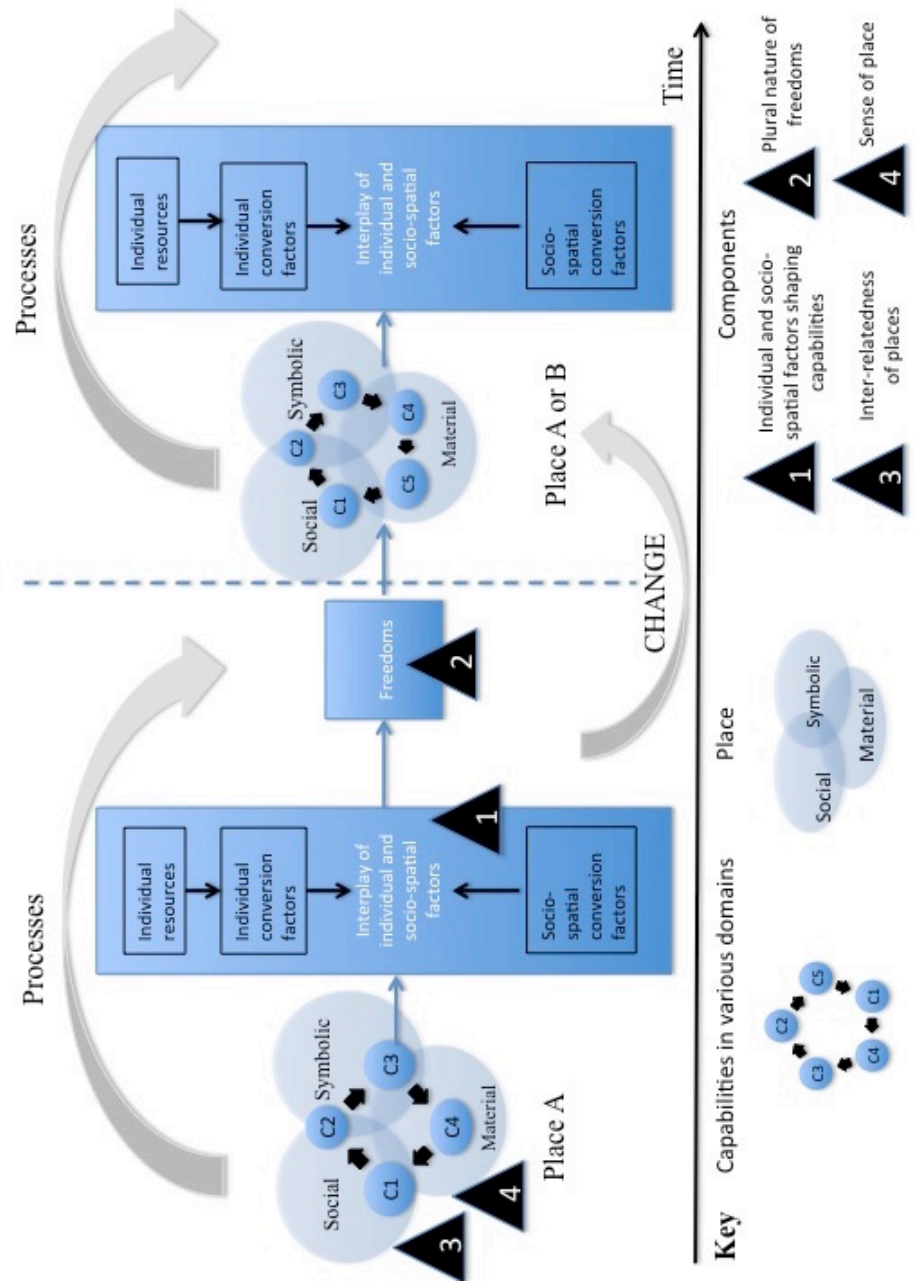 Processes
Processes
Social
Symbolic
C1
C2
C3
C4
Material
3
4
Place A
Individual
resources
Individual
conversion
factors
Interplay of
individual and
socio-spatial
factors
1
Socio-
spatial
conversion
factors
Freedoms
2
CHANGE
Social
Symbolic
C1
C2
C3
C4
C5
Material
Place A or B
Individual
resources
Individual
conversion
factors
Interplay of
individual and
socio-spatial
factors
Socio-
spatial
conversion
factors
Time
Key
Capabilities in various domains
C2
C5
C1
C4
C3
Place
Social
Symbolic
Material
Components
1
Individual and socio-
spatial factors shaping
capabilities
2
Plural nature of
freedoms
3
Inter-relatedness
of places
4
Sense of place